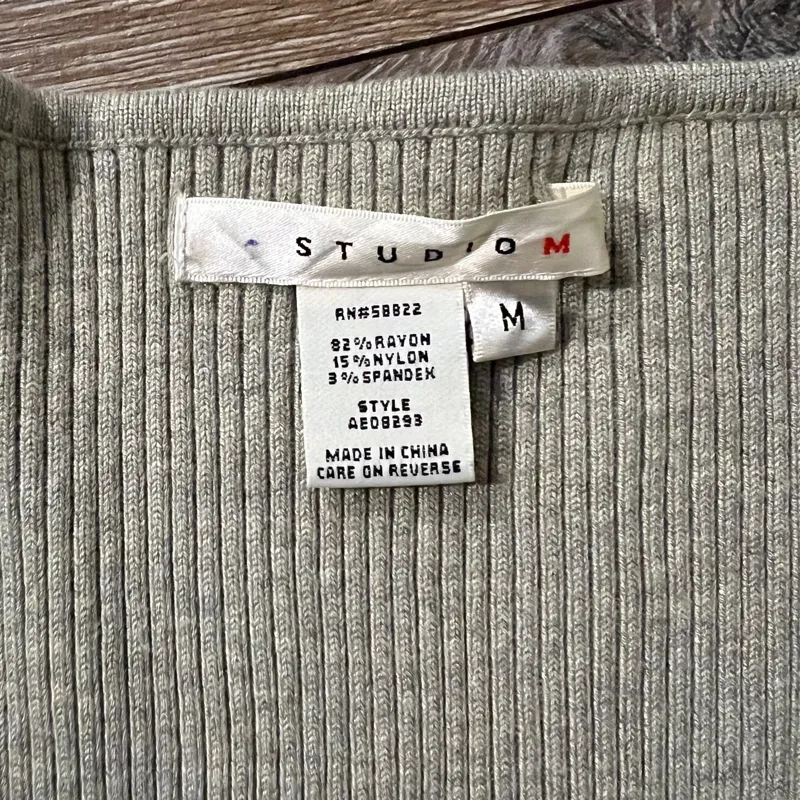 STUDIO M
M
RN#58822
82% RAYON
15% NYLON
3% SPANDEX
STYLE
AE08293
MADE IN CHINA
CARE ON REVERSE